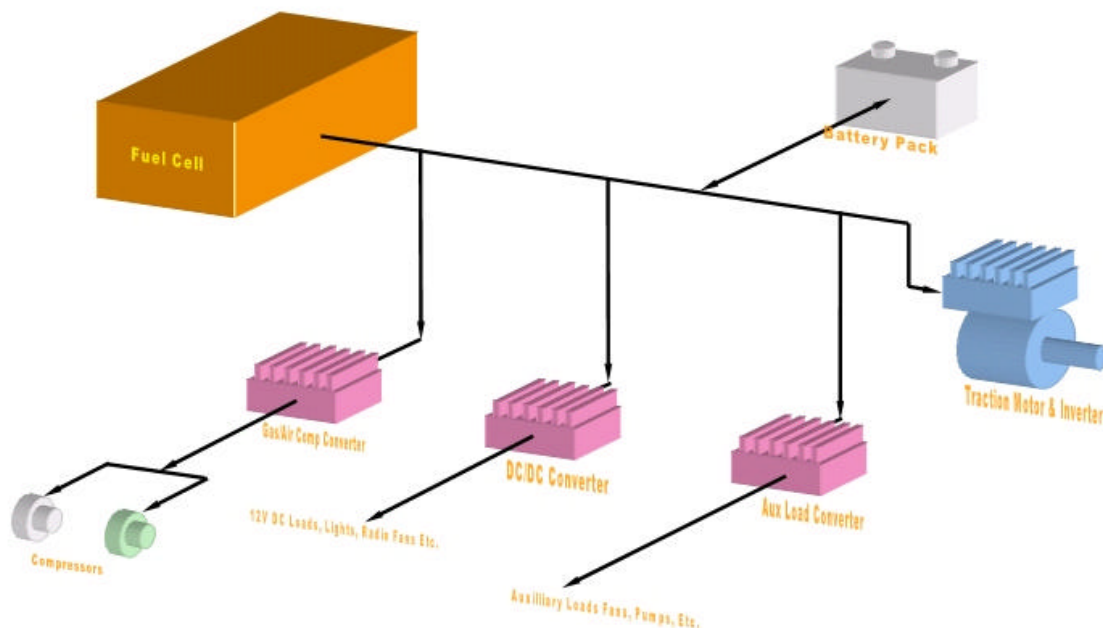 Fuel Cell
Battery Pack
Traction Motor & Inverter
Gas/Air Comp Converter
DC/DC Converter
Aux Load Converter
12V DC Loads, Lights, Radio Fans Etc.
Compressors
Auxilliary Loads Fans, Pumps, Etc.